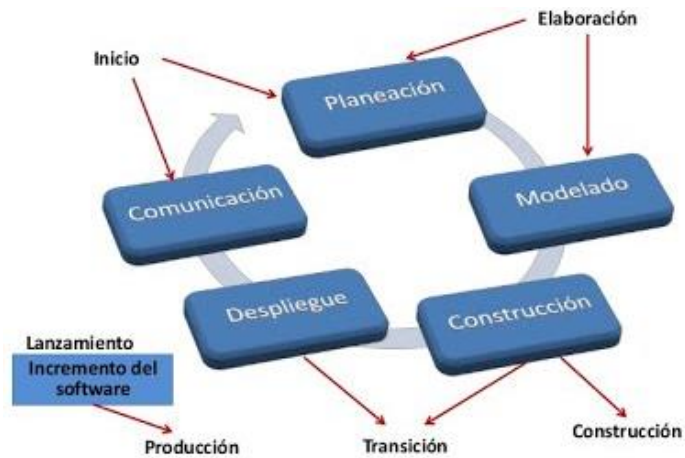 Elaboración
Inicio
Planeación
Comunicación
Modelado
Despliegue
Construcción
Lanzamiento
Incremento del
software
Producción
Transición
Construcción